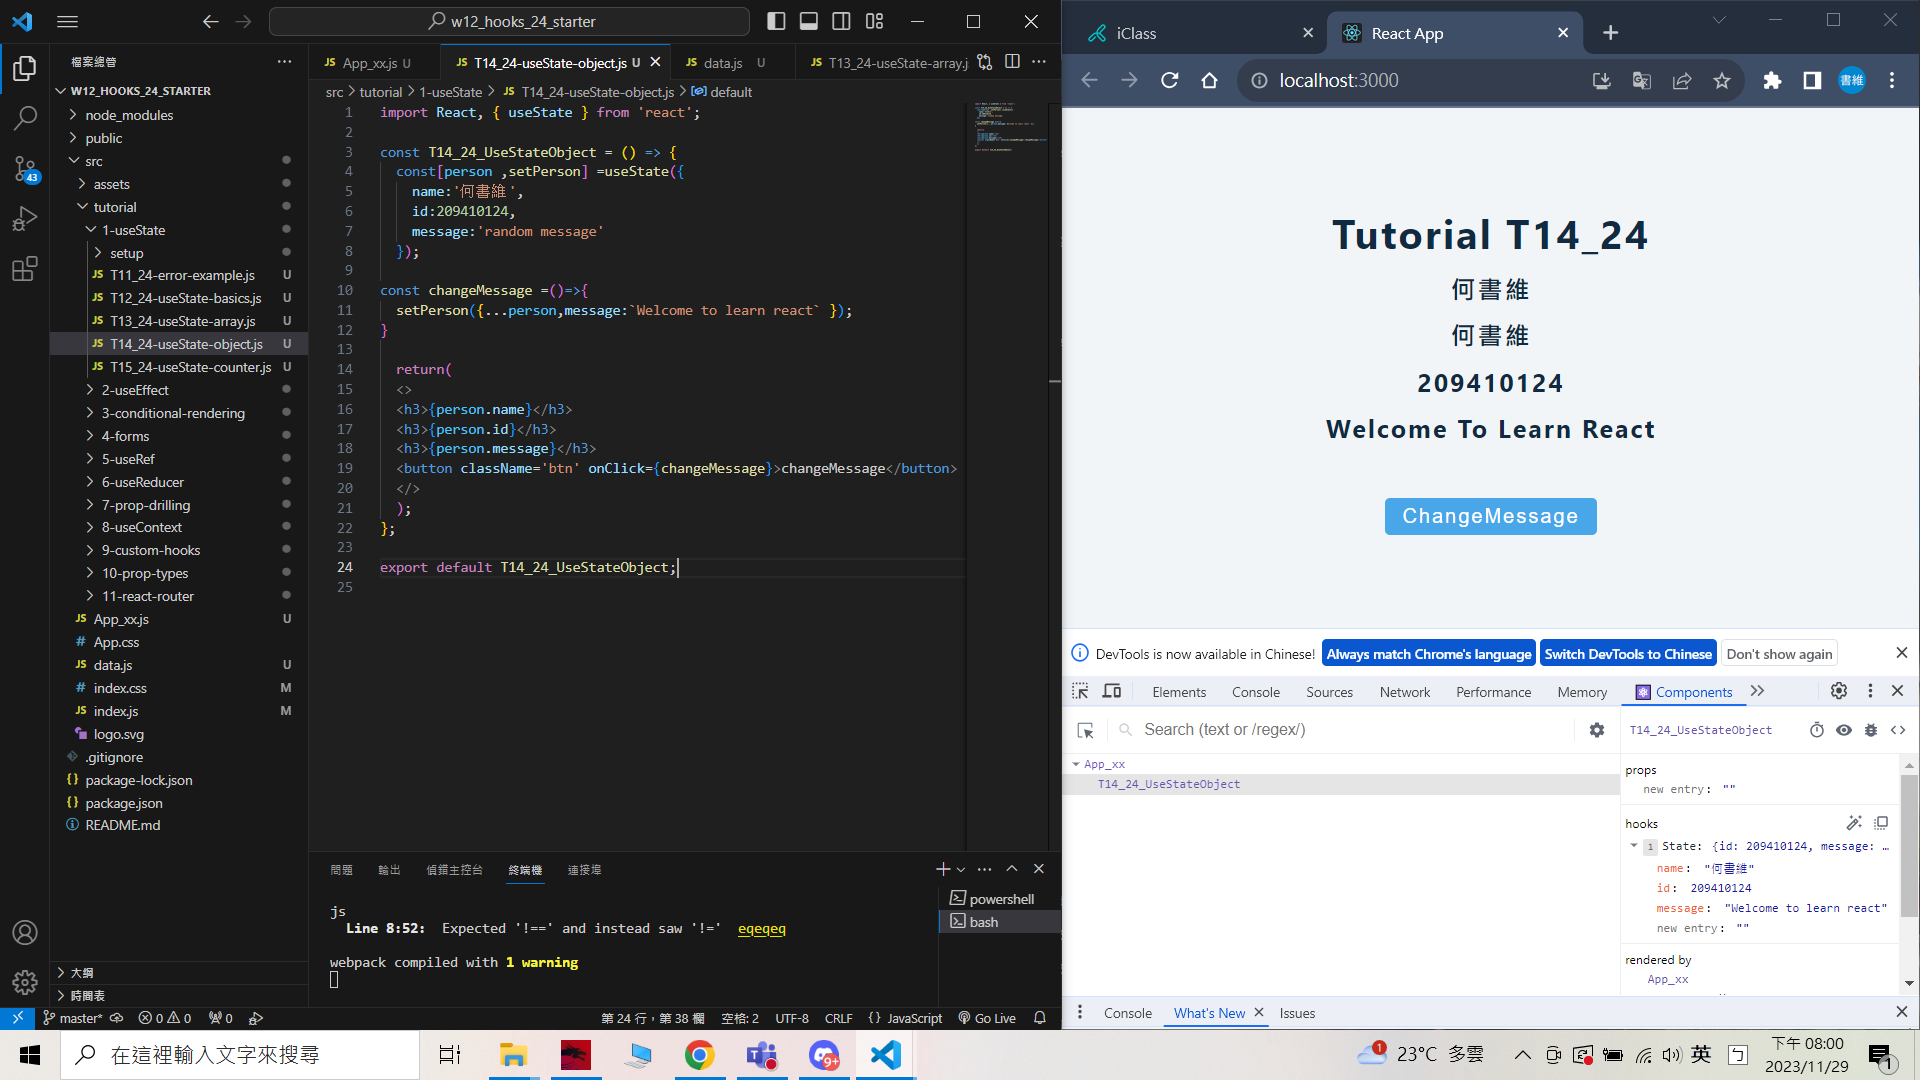 w12_hooks_24_starter
檔案總管
W12_HOOKS_24_STARTER
node_modules
public
src
assets
tutorial
1-useState
setup
T11_24-error-example.js U
T12_24-useState-basics.js U
T13_24-useState-array.js U
T14_24-useState-object.js U
T15_24-useState-counter.js U
2-useEffect
3-conditional-rendering
4-forms
5-useRef
6-useReducer
7-prop-drilling
8-useContext
9-custom-hooks
10-prop-types
11-react-router
JS App_xx.js U
# App.css
JS data.js U
# index.css M
JS index.js M
logo.svg
.gitignore
{} package-lock.json
{} package.json
README.md
大綱
時間表
43
JS App_xx.js U
JS T14_24-useState-object.js U
JS data.js U
JS T13_24-useState-array.j
src > tutorial > 1-useState > JS T14_24-useState-object.js > default
1 import React, { useState } from 'react';
2
3 const T14_24_UseStateObject = () => {
4 const[person ,setPerson] =useState({
5 name:'何書維',
6 id:209410124,
7 message:'random message'
8 });
9
10 const changeMessage =()=>{
11 setPerson({...person,message:`Welcome to learn react` });
12 }
13
14 return(
15 <>
16 <h3>{person.name}</h3>
17 <h3>{person.id}</h3>
18 <h3>{person.message}</h3>
19 <button className='btn' onClick={changeMessage}>changeMessage</button>
20 </>
21 );
22 };
23
24 export default T14_24_UseStateObject;
25
問題 輸出 偵錯主控台 終端機 連接埠
powershell
bash
js
Line 8:52: Expected '!==' and instead saw '!=' eqeqeq
webpack compiled with 1 warning
master* 0 0 0 第 24 行，第 38 欄 空格: 2 UTF-8 CRLF {} JavaScript Go Live
iClass
React App
localhost:3000
書維
Tutorial T14_24
何書維
何書維
209410124
Welcome To Learn React
ChangeMessage
DevTools is now available in Chinese! Always match Chrome's language Switch DevTools to Chinese Don't show again
Elements Console Sources Network Performance Memory Components
Search (text or /regex/)
T14_24_UseStateObject
App_xx
T14_24_UseStateObject
props
new entry: ""
hooks
1 State: {id: 209410124, message: …
name: "何書維"
id: 209410124
message: "Welcome to learn react"
new entry: ""
rendered by
App_xx
Console What's New Issues
在這裡輸入文字來搜尋
9+
1
23°C 多雲
英
下午 08:00
2023/11/29
1